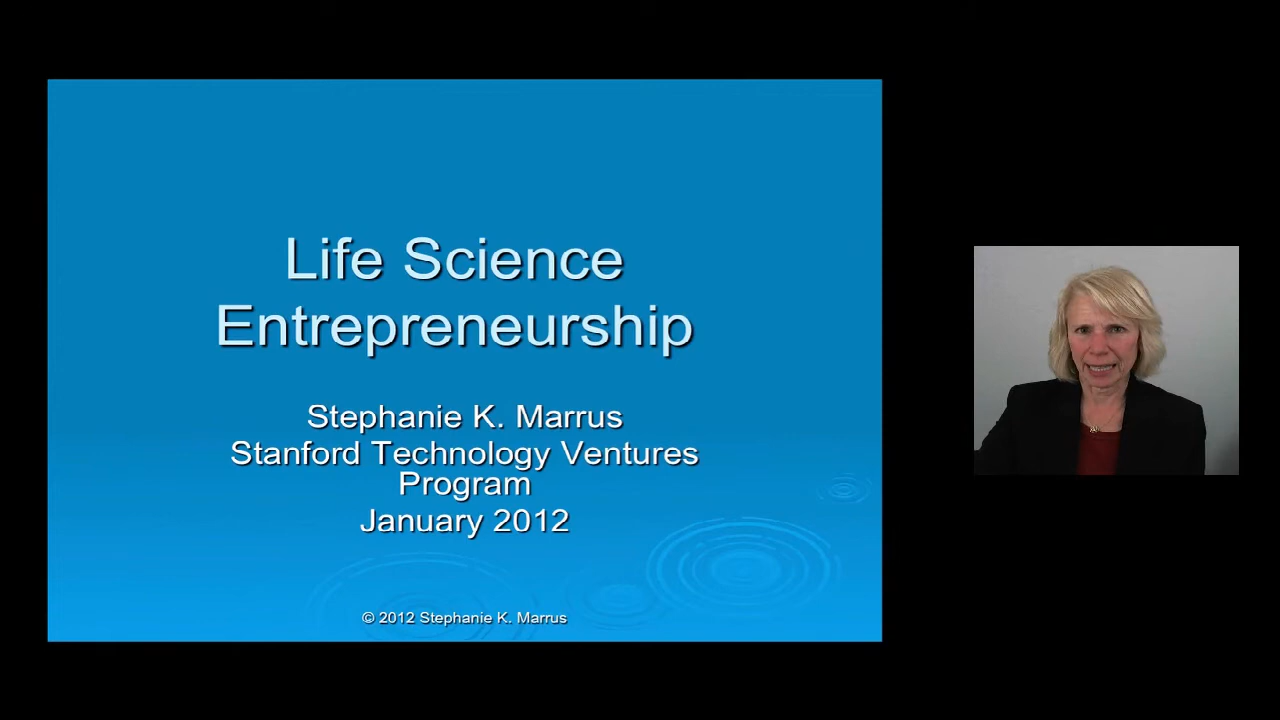 Life Science
Entrepreneurship
Stephanie K. Marrus
Stanford Technology Ventures
Program
January 2012
© 2012 Stephanie K. Marrus